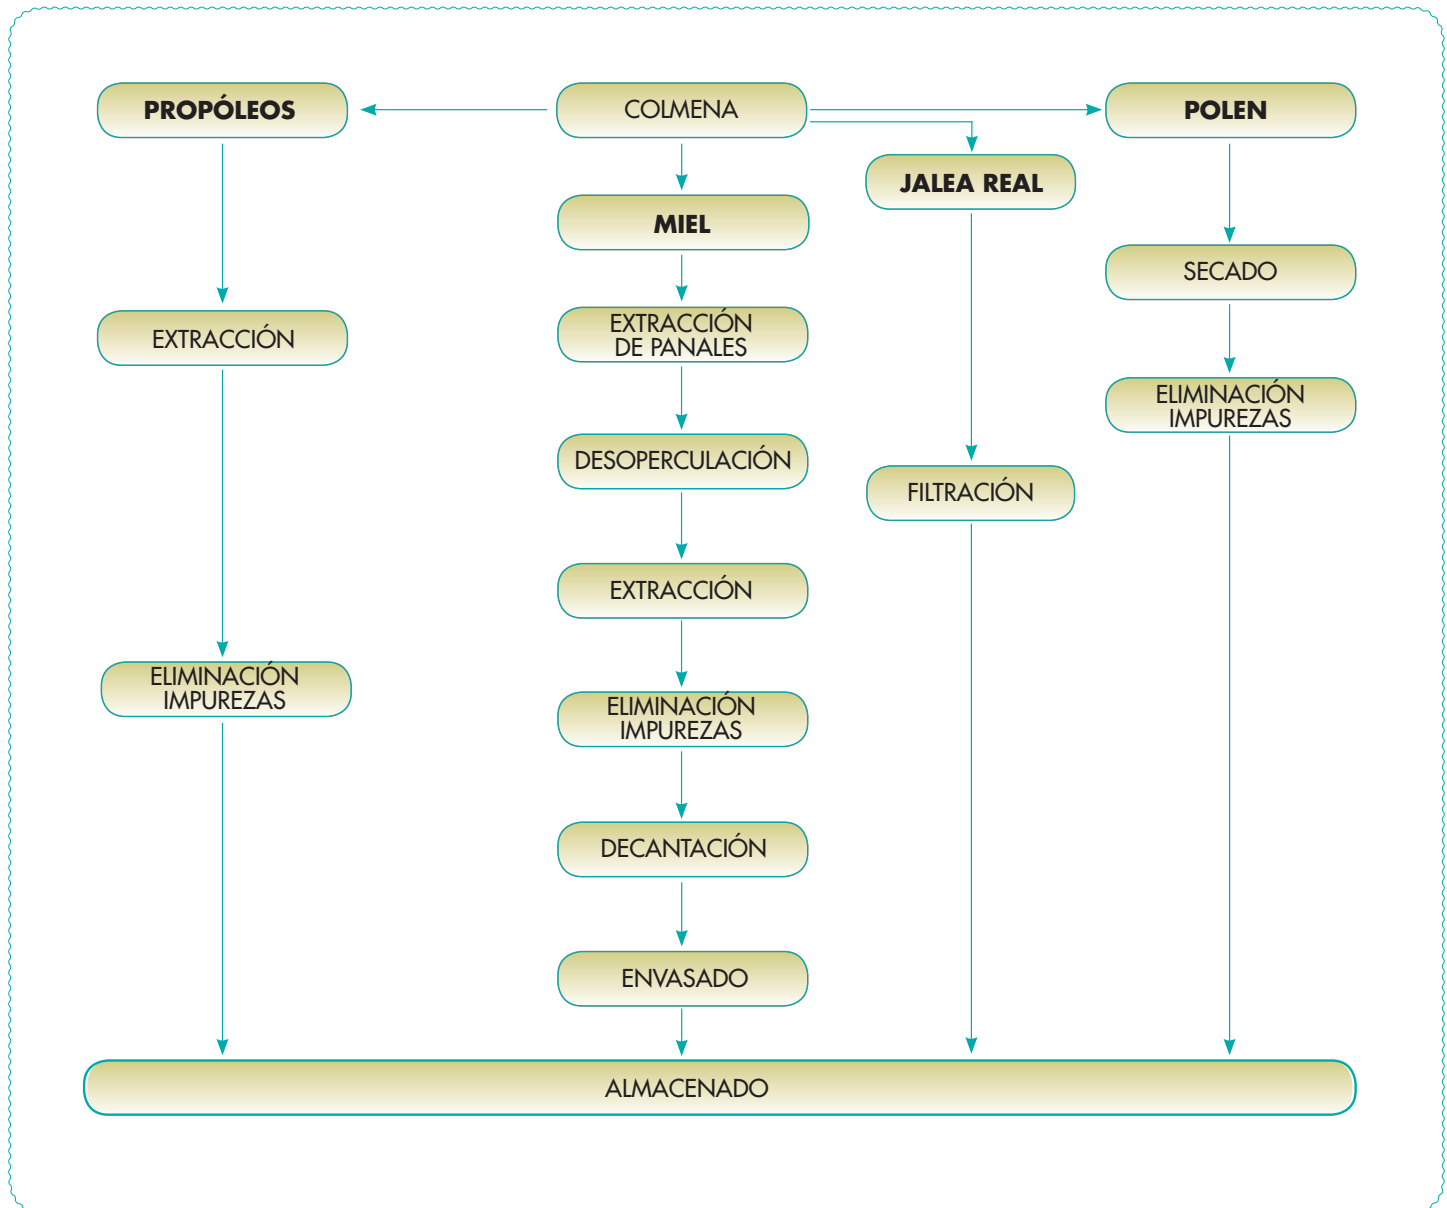 PROPÓLEOS
COLMENA
POLEN
JALEA REAL
MIEL
SECADO
EXTRACCIÓN
EXTRACCIÓN
DE PANALES
ELIMINACIÓN
IMPUREZAS
DESOPERCULACIÓN
FILTRACIÓN
EXTRACCIÓN
ELIMINACIÓN
IMPUREZAS
ELIMINACIÓN
IMPUREZAS
DECANTACIÓN
ENVASADO
ALMACENADO